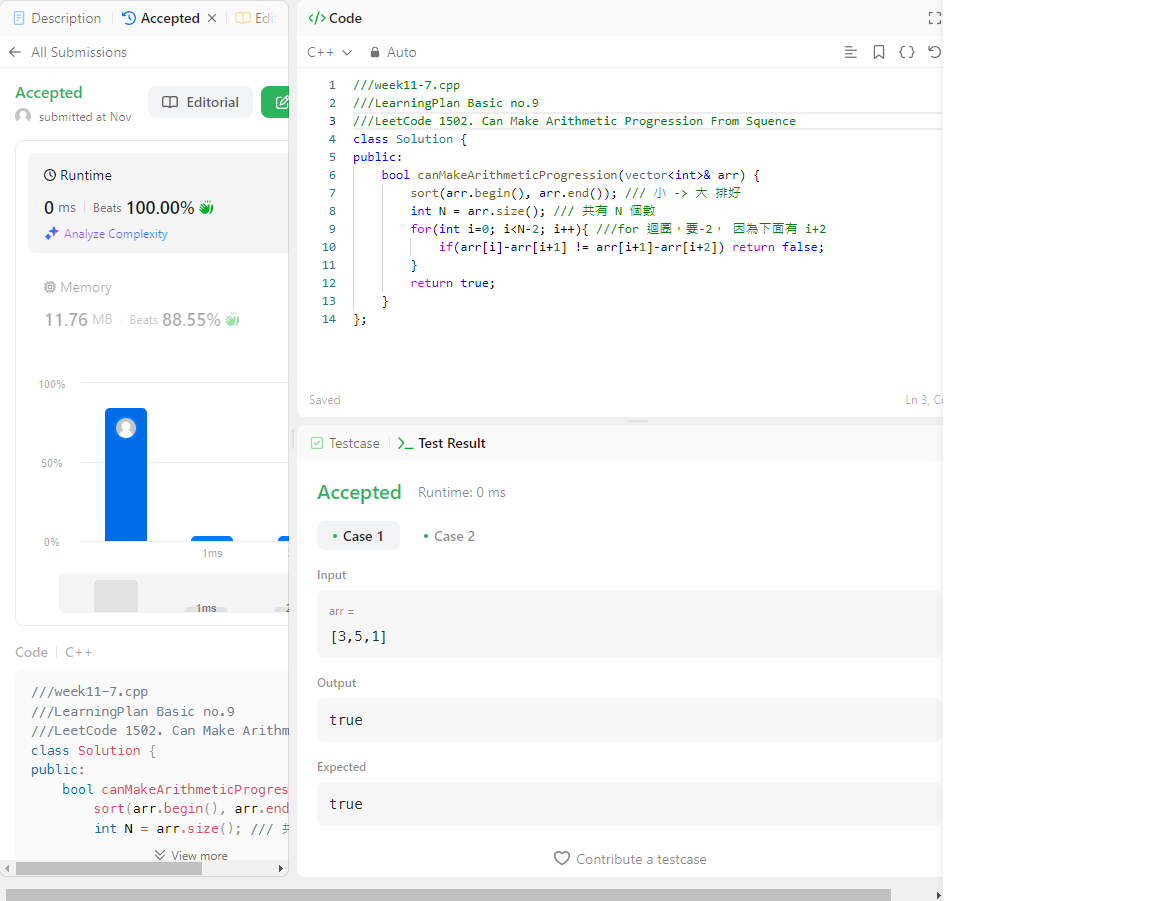 Description
Accepted
Edit
All Submissions
Accepted
submitted at Nov
Editorial
Runtime
0 ms
Beats 100.00%
Analyze Complexity
Memory
11.76 MB
Beats 88.55%
100%
50%
0%
1ms
1ms
2
Code
C++
///week11-7.cpp
///LearningPlan Basic no.9
///LeetCode 1502. Can Make Arithm
class Solution {
public:
bool canMakeArithmeticProgres
sort(arr.begin(), arr.end
int N = arr.size(); ///
View more
Code
C++
Auto
1 ///week11-7.cpp
2 ///LearningPlan Basic no.9
3 ///LeetCode 1502. Can Make Arithmetic Progression From Squence
4 class Solution {
5 public:
6 bool canMakeArithmeticProgression(vector<int>& arr) {
7 sort(arr.begin(), arr.end()); /// 小 -> 大 排好
8 int N = arr.size(); /// 共有 N 個數
9 for(int i=0; i<N-2; i++){ ///for 迴圈，要-2， 因為下面有 i+2
10 if(arr[i]-arr[i+1] != arr[i+1]-arr[i+2]) return false;
11 }
12 return true;
13 }
14 };
Saved
Ln 3, Co
Testcase
Test Result
Accepted
Runtime: 0 ms
Case 1
Case 2
Input
arr =
[3,5,1]
Output
true
Expected
true
Contribute a testcase